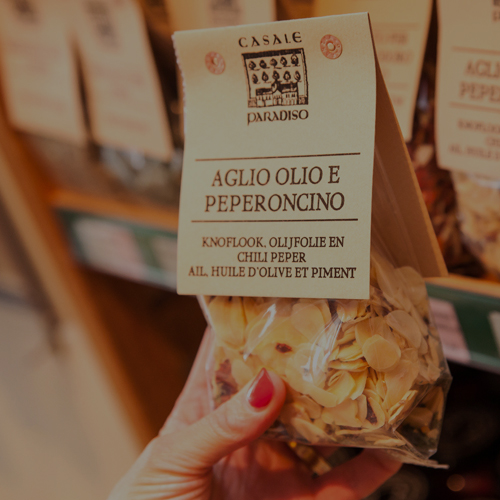 CASALE
PARADISO
AGLIO OLIO E
PEPERONCINO
KNOFLOOK, OLIJFOLIE EN
CHILI PEPER
AIL, HUILE D'OLIVE ET PIMENT